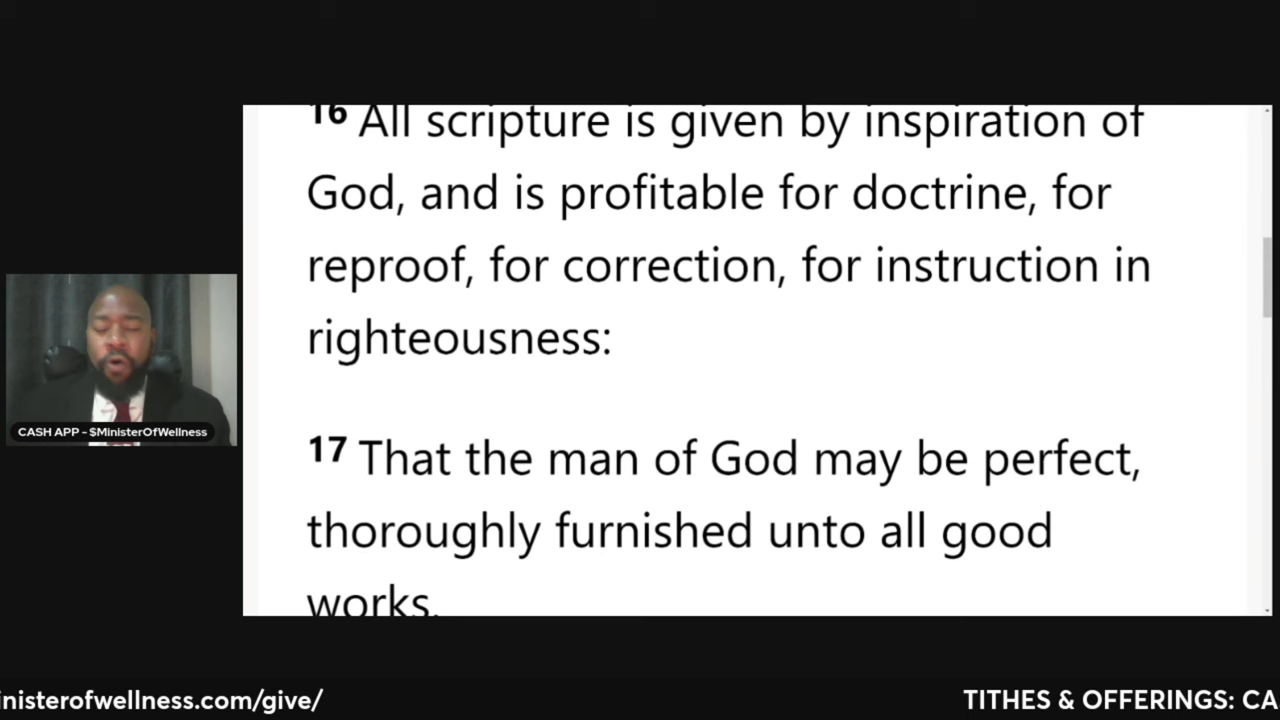 16 All scripture is given by inspiration of
God, and is profitable for doctrine, for
reproof, for correction, for instruction in
righteousness:
17 That the man of God may be perfect,
thoroughly furnished unto all good
works.
CASH APP - $MinisterOfWellness
inisterofwellness.com/give/
TITHES & OFFERINGS: CA